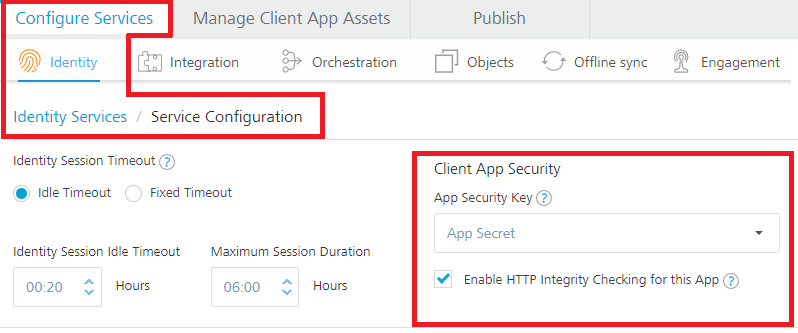 Configure Services Manage Client App Assets Publish
Identity Integration Orchestration Objects Offline sync Engagement
Identity Services / Service Configuration
Identity Session Timeout ?
Idle Timeout Fixed Timeout
Identity Session Idle Timeout Maximum Session Duration
00:20 Hours 06:00 Hours
Client App Security
App Security Key ?
App Secret
Enable HTTP Integrity Checking for this App ?